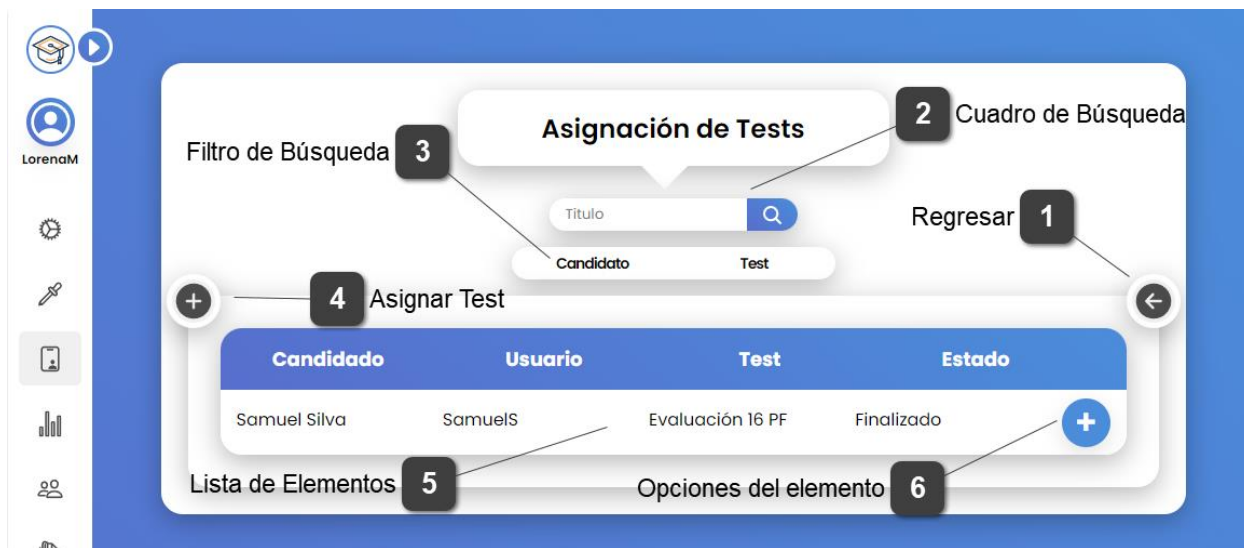 LorenaM
Asignación de Tests
2 Cuadro de Búsqueda
Filtro de Búsqueda 3
Titulo
Regresar 1
Candidato Test
4 Asignar Test
Candidado Usuario Test Estado
Samuel Silva SamuelS Evaluación 16 PF Finalizado
Lista de Elementos 5
Opciones del elemento 6